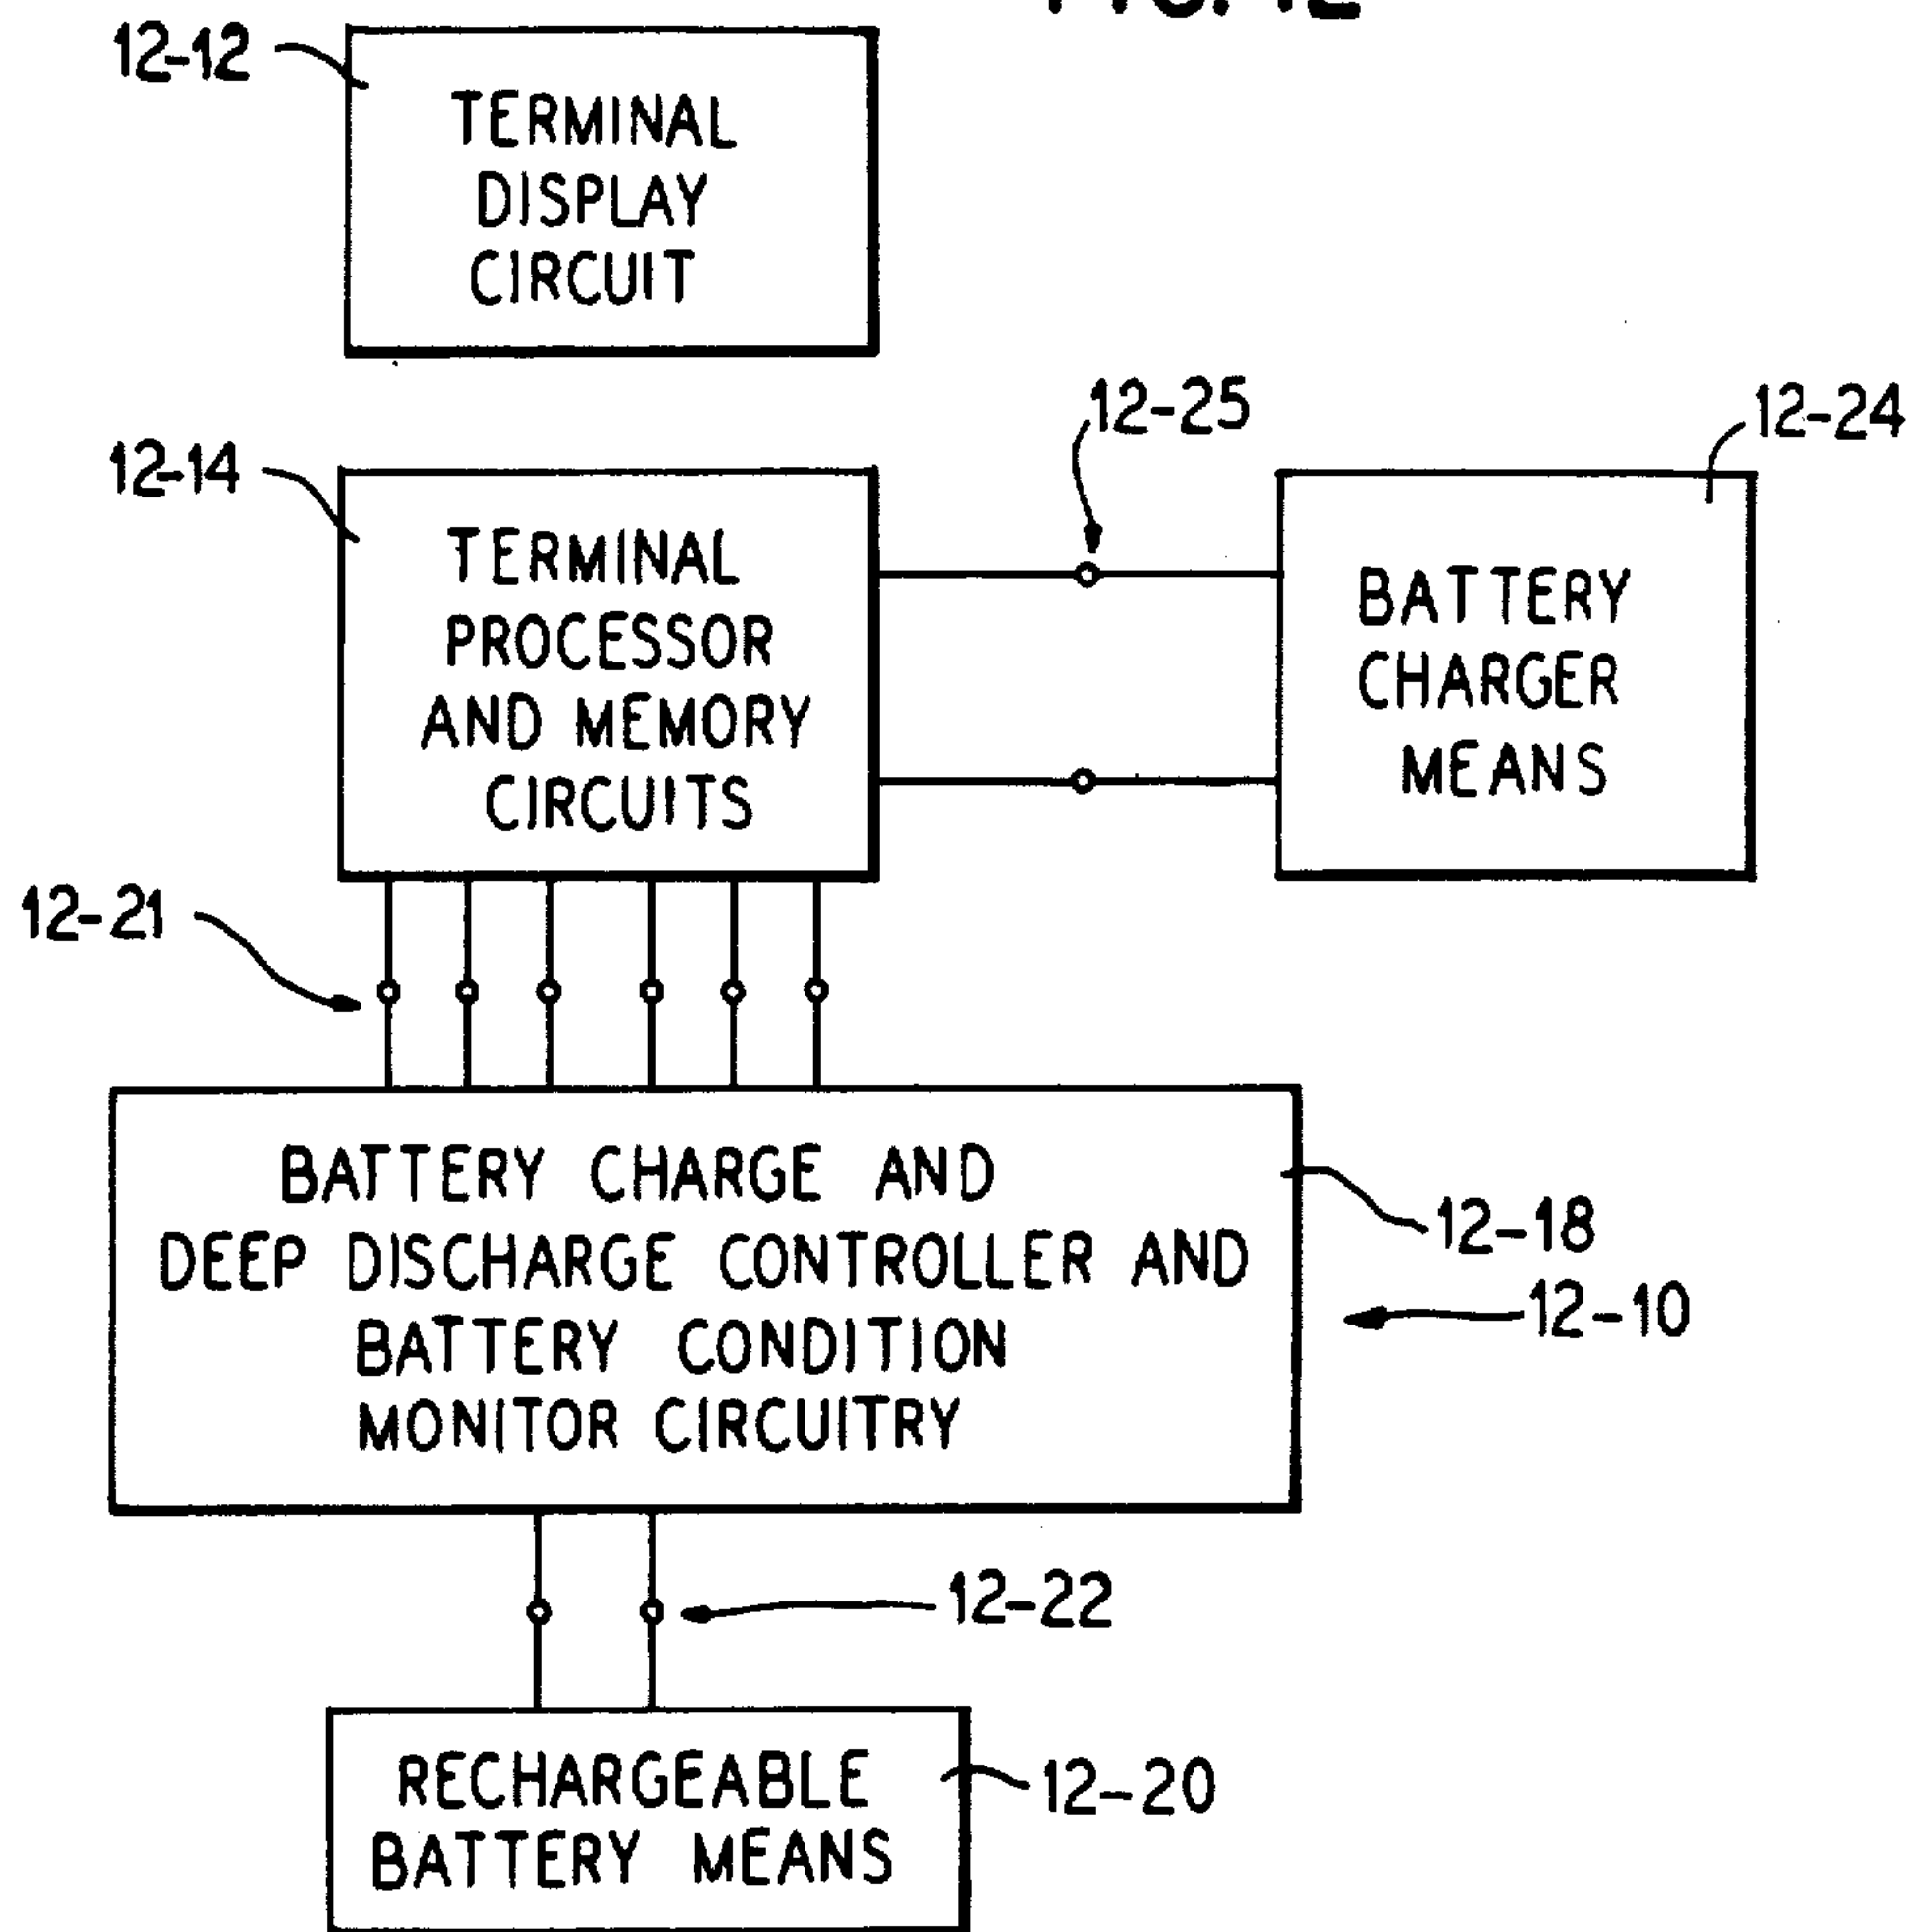 12-12
TERMINAL
DISPLAY
CIRCUIT
12-25
12-24
12-14
TERMINAL
PROCESSOR
AND MEMORY
CIRCUITS
BATTERY
CHARGER
MEANS
12-21
BATTERY CHARGE AND
DEEP DISCHARGE CONTROLLER AND
BATTERY CONDITION
MONITOR CIRCUITRY
12-18
12-10
12-22
RECHARGEABLE
BATTERY MEANS
12-20